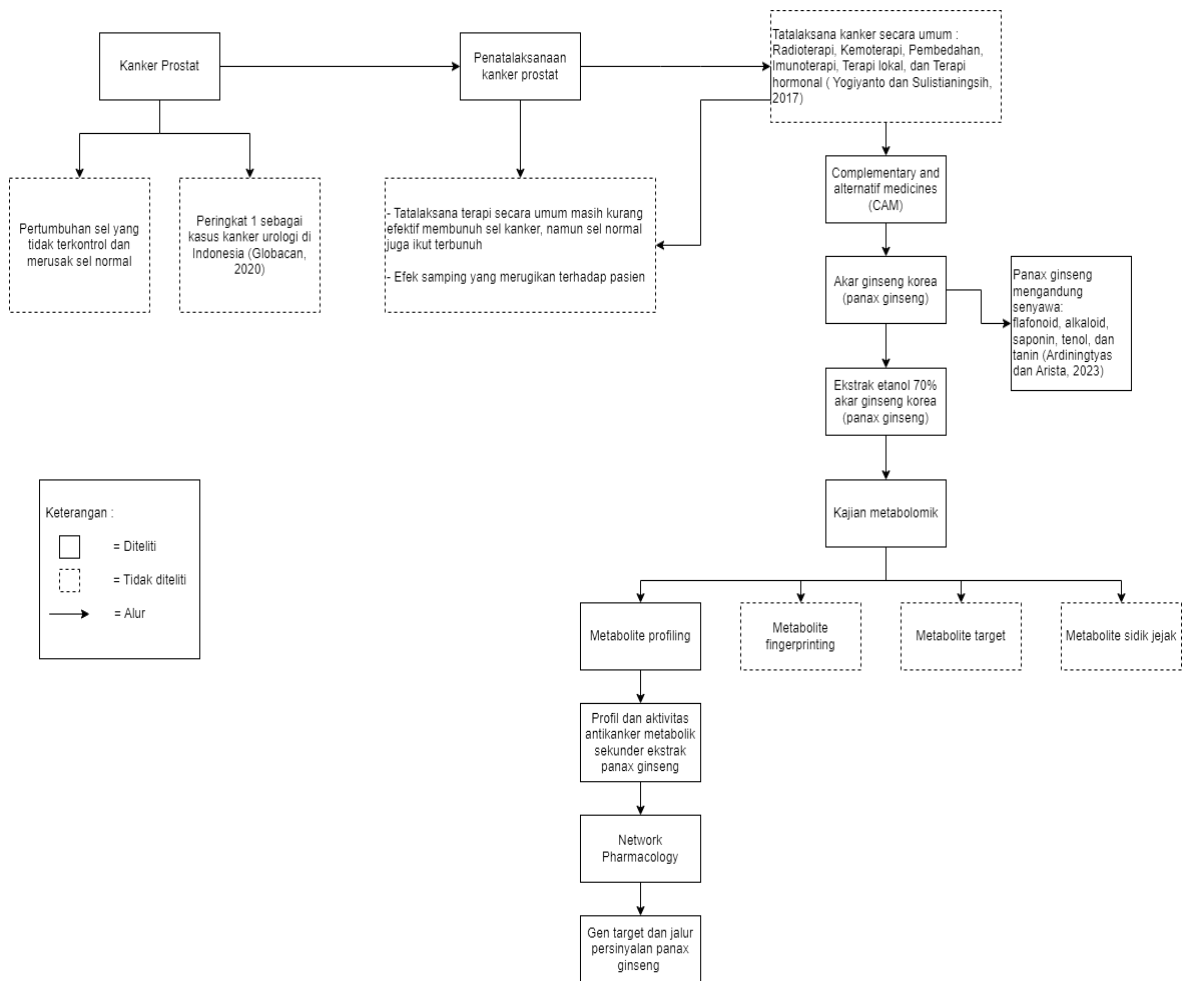 Kanker Prostat
Penatalaksanaan
kanker prostat
Tatalaksana kanker secara umum :
Radioterapi, Kemoterapi, Pembedahan,
Imunoterapi, Terapi lokal, dan Terapi
hormonal ( Yogiyanto dan Sulistianingsih,
2017)
Pertumbuhan sel yang
tidak terkontrol dan
merusak sel normal
Peringkat 1 sebagai
kasus kanker urologi di
Indonesia (Globacan,
2020)
- Tatalaksana terapi secara umum masih kurang
efektif membunuh sel kanker, namun sel normal
juga ikut terbunuh
- Efek samping yang merugikan terhadap pasien
Complementary and
alternatif medicines
(CAM)
Akar ginseng korea
(panax ginseng)
Panax ginseng
mengandung
senyawa:
flafonoid, alkaloid,
saponin, tenol, dan
tanin (Ardiningtyas
dan Arista, 2023)
Ekstrak etanol 70%
akar ginseng korea
(panax ginseng)
Kajian metabolomik
Keterangan :
= Diteliti
= Tidak diteliti
= Alur
Metabolite profiling
Metabolite
fingerprinting
Metabolite target
Metabolite sidik jejak
Profil dan aktivitas
antikanker metabolik
sekunder ekstrak
panax ginseng
Network
Pharmacology
Gen target dan jalur
persinyalan panax
ginseng